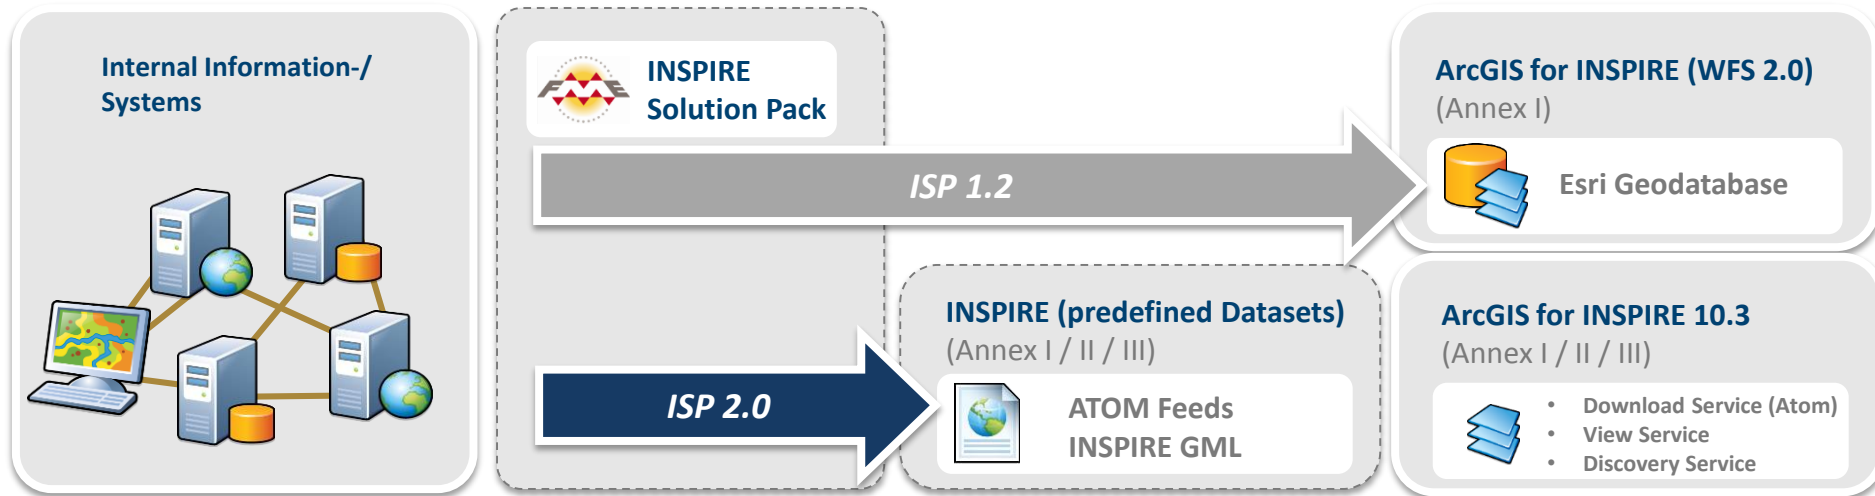 Internal Information-/
Systems
FME
INSPIRE
Solution Pack
ISP 1.2
ISP 2.0
INSPIRE (predefined Datasets)
(Annex I / II / III)
ATOM Feeds
INSPIRE GML
ArcGIS for INSPIRE (WFS 2.0)
(Annex I)
Esri Geodatabase
ArcGIS for INSPIRE 10.3
(Annex I / II / III)
• Download Service (Atom)
• View Service
• Discovery Service